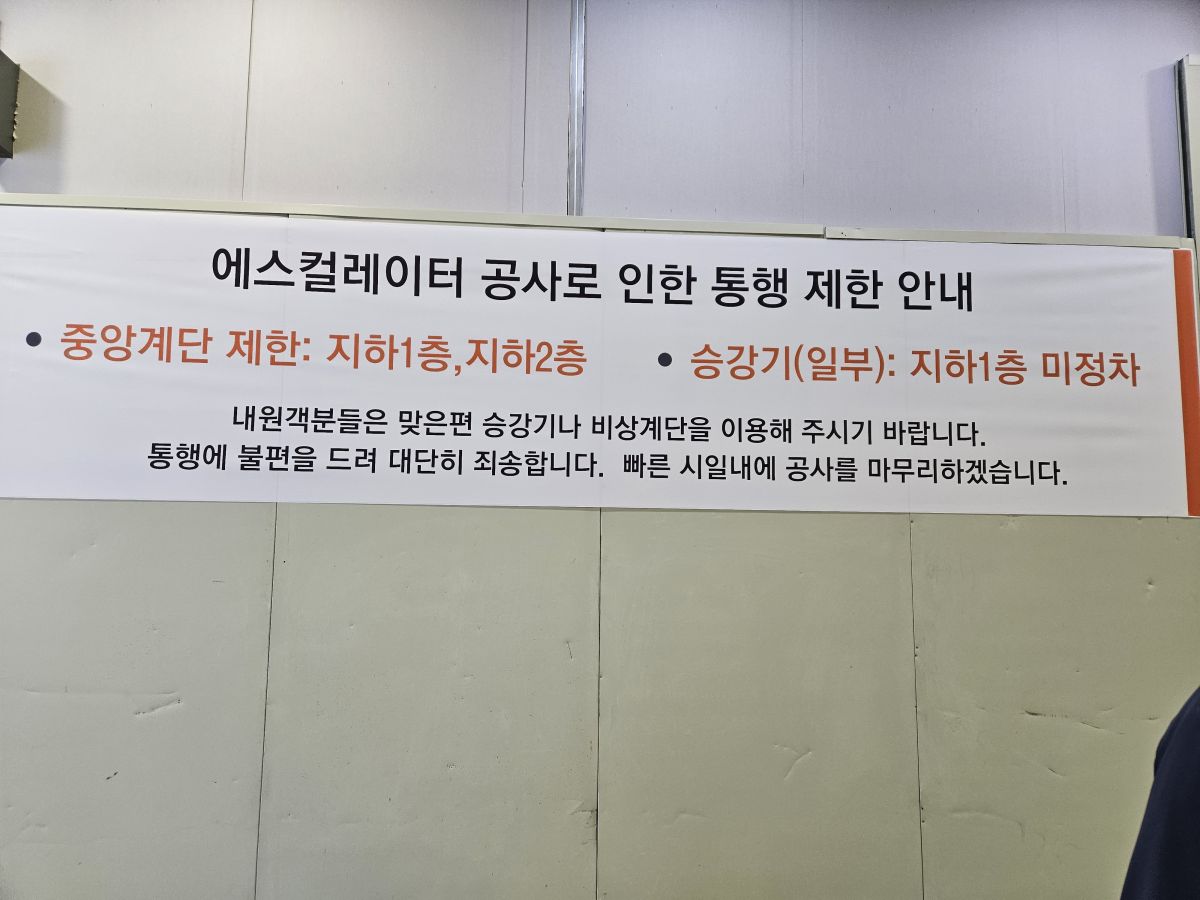 에스컬레이터 공사로 인한 통행 제한 안내
• 중앙계단 제한: 지하1층,지하2층 • 승강기(일부): 지하1층 미정차
내원객분들은 맞은편 승강기나 비상계단을 이용해 주시기 바랍니다.
통행에 불편을 드려 대단히 죄송합니다. 빠른 시일내에 공사를 마무리하겠습니다.